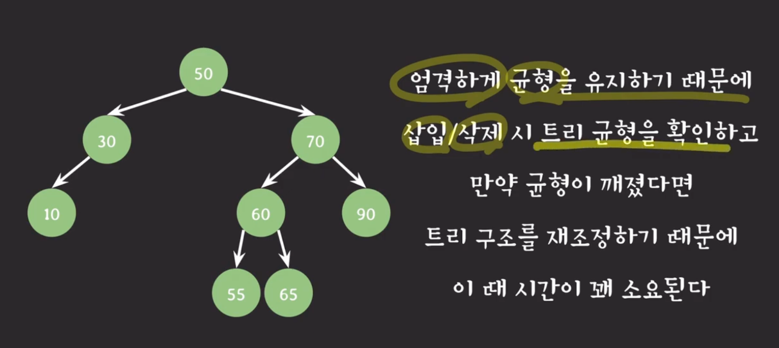 50
30
70
10
60
90
55
65
엄격하게 균형을 유지하기 때문에
삽입/삭제 시 트리 균형을 확인하고
만약 균형이 깨졌다면
트리 구조를 재조정하기 때문에
이 때 시간이 꽤 소요된다